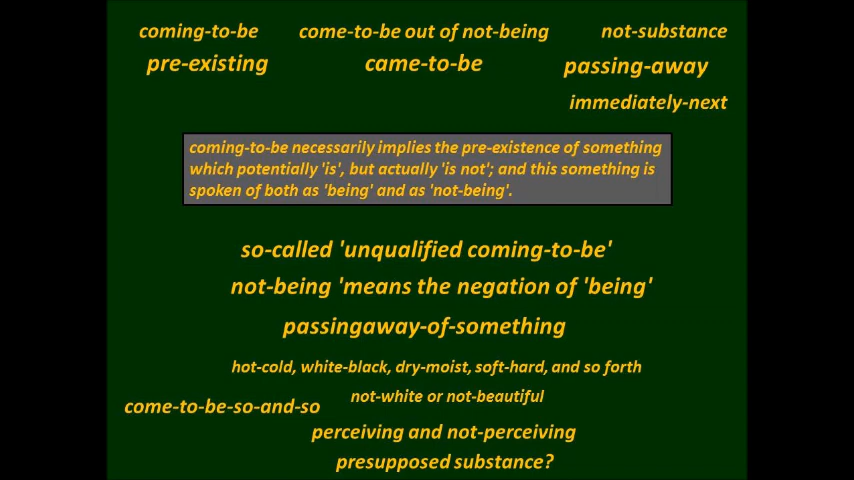 coming-to-be come-to-be out of not-being not-substance
pre-existing came-to-be passing-away
immediately-next
coming-to-be necessarily implies the pre-existence of something
which potentially 'is', but actually 'is not'; and this something is
spoken of both as 'being' and as 'not-being'.
so-called 'unqualified coming-to-be'
not-being 'means the negation of 'being'
passingaway-of-something
hot-cold, white-black, dry-moist, soft-hard, and so forth
not-white or not-beautiful
come-to-be-so-and-so
perceiving and not-perceiving
presupposed substance?